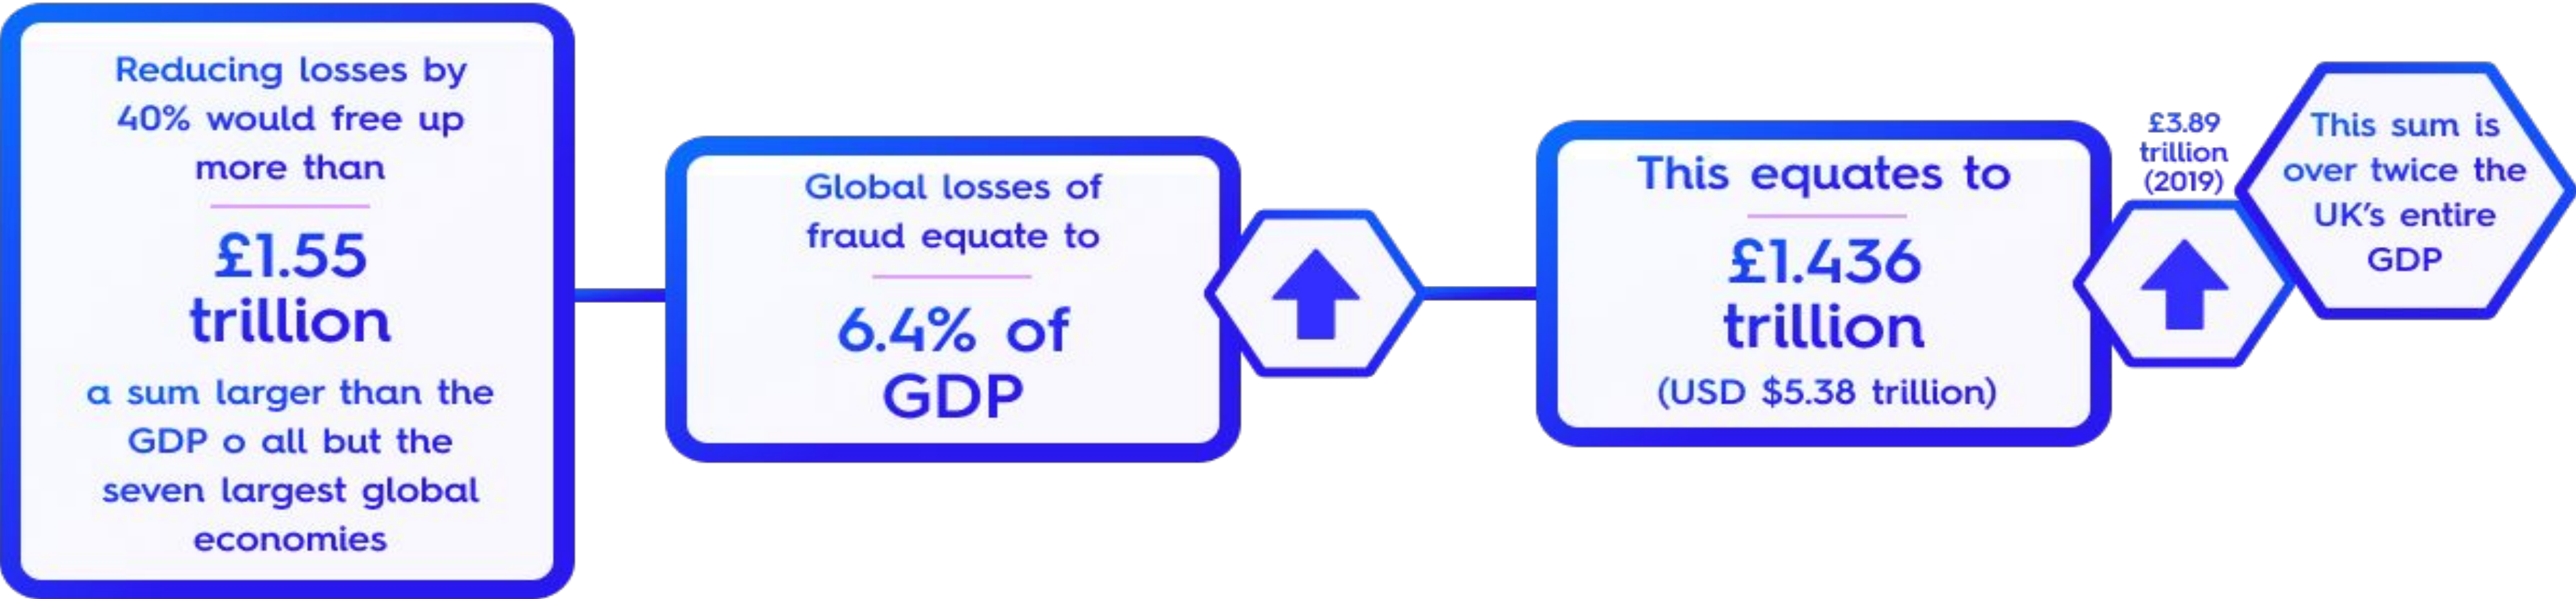 Reducing losses by
40% would free up
more than
£1.55
trillion
a sum larger than the
GDP o all but the
seven largest global
economies
Global losses of
fraud equate to
6.4% of
GDP
This equates to
£1.436
trillion
(USD $5.38 trillion)
£3.89
trillion
(2019)
This sum is
over twice the
UK's entire
GDP